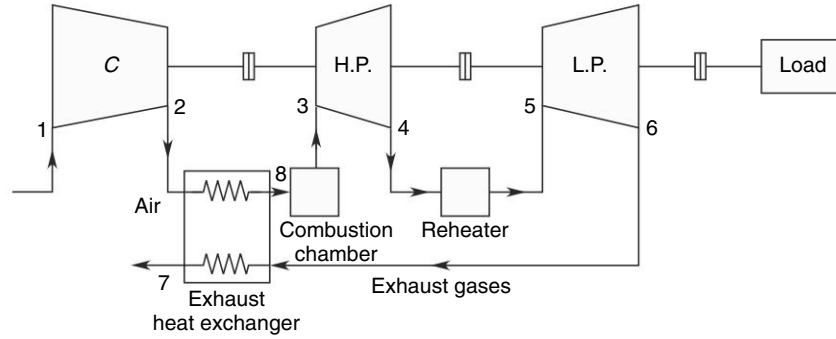 C
H.P.
L.P.
Load
1
2
3
4
5
6
8
Air
Combustion
chamber
Reheater
7
Exhaust gases
Exhaust
heat exchanger